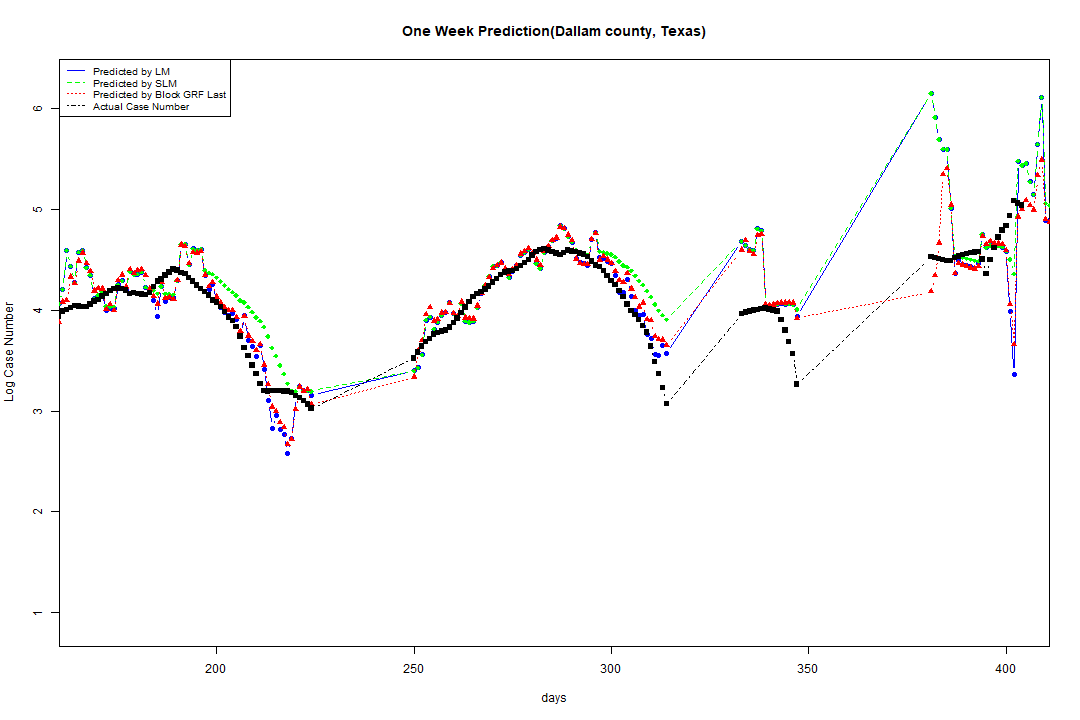 One Week Prediction(Dallam county, Texas)
Predicted by LM
Predicted by SLM
Predicted by Block GRF Last
Actual Case Number
6
5
4
3
2
1
Log Case Number
200
250
300
350
400
days